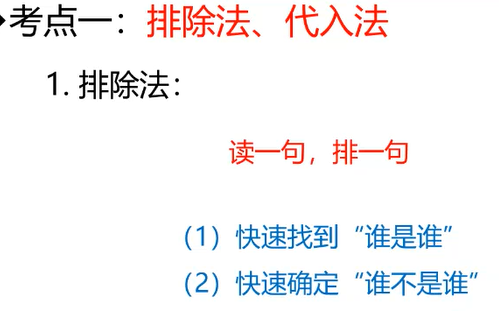 考点一：排除法、代入法
1. 排除法：
读一句，排一句
（1）快速找到“谁是谁”
（2）快速确定“谁不是谁”